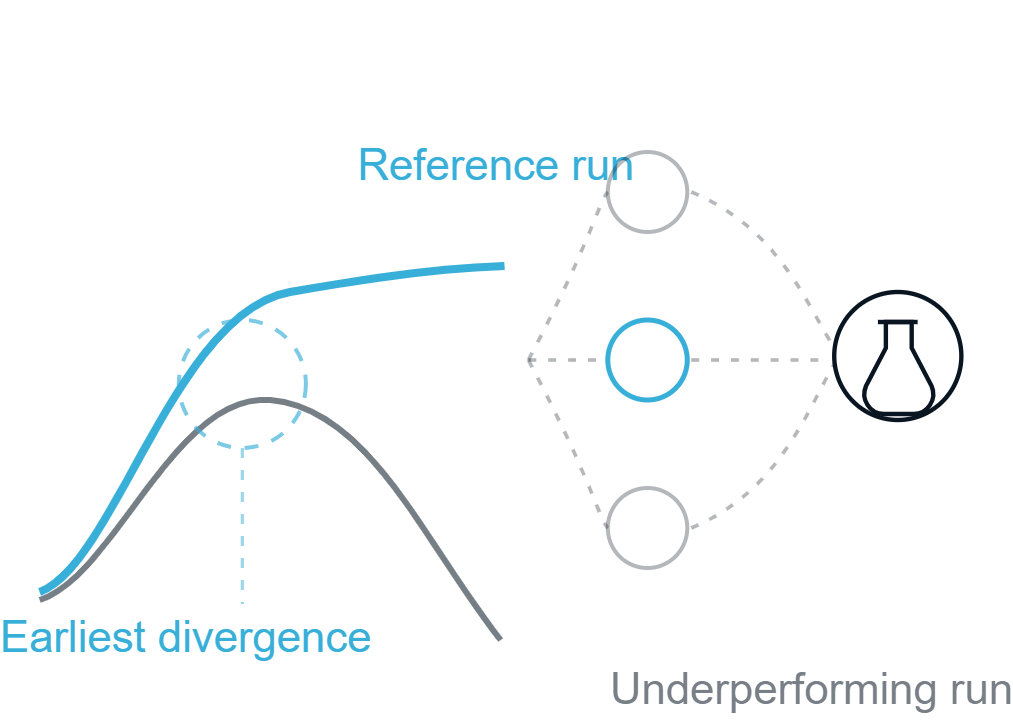 Reference run
Earliest divergence
Underperforming run